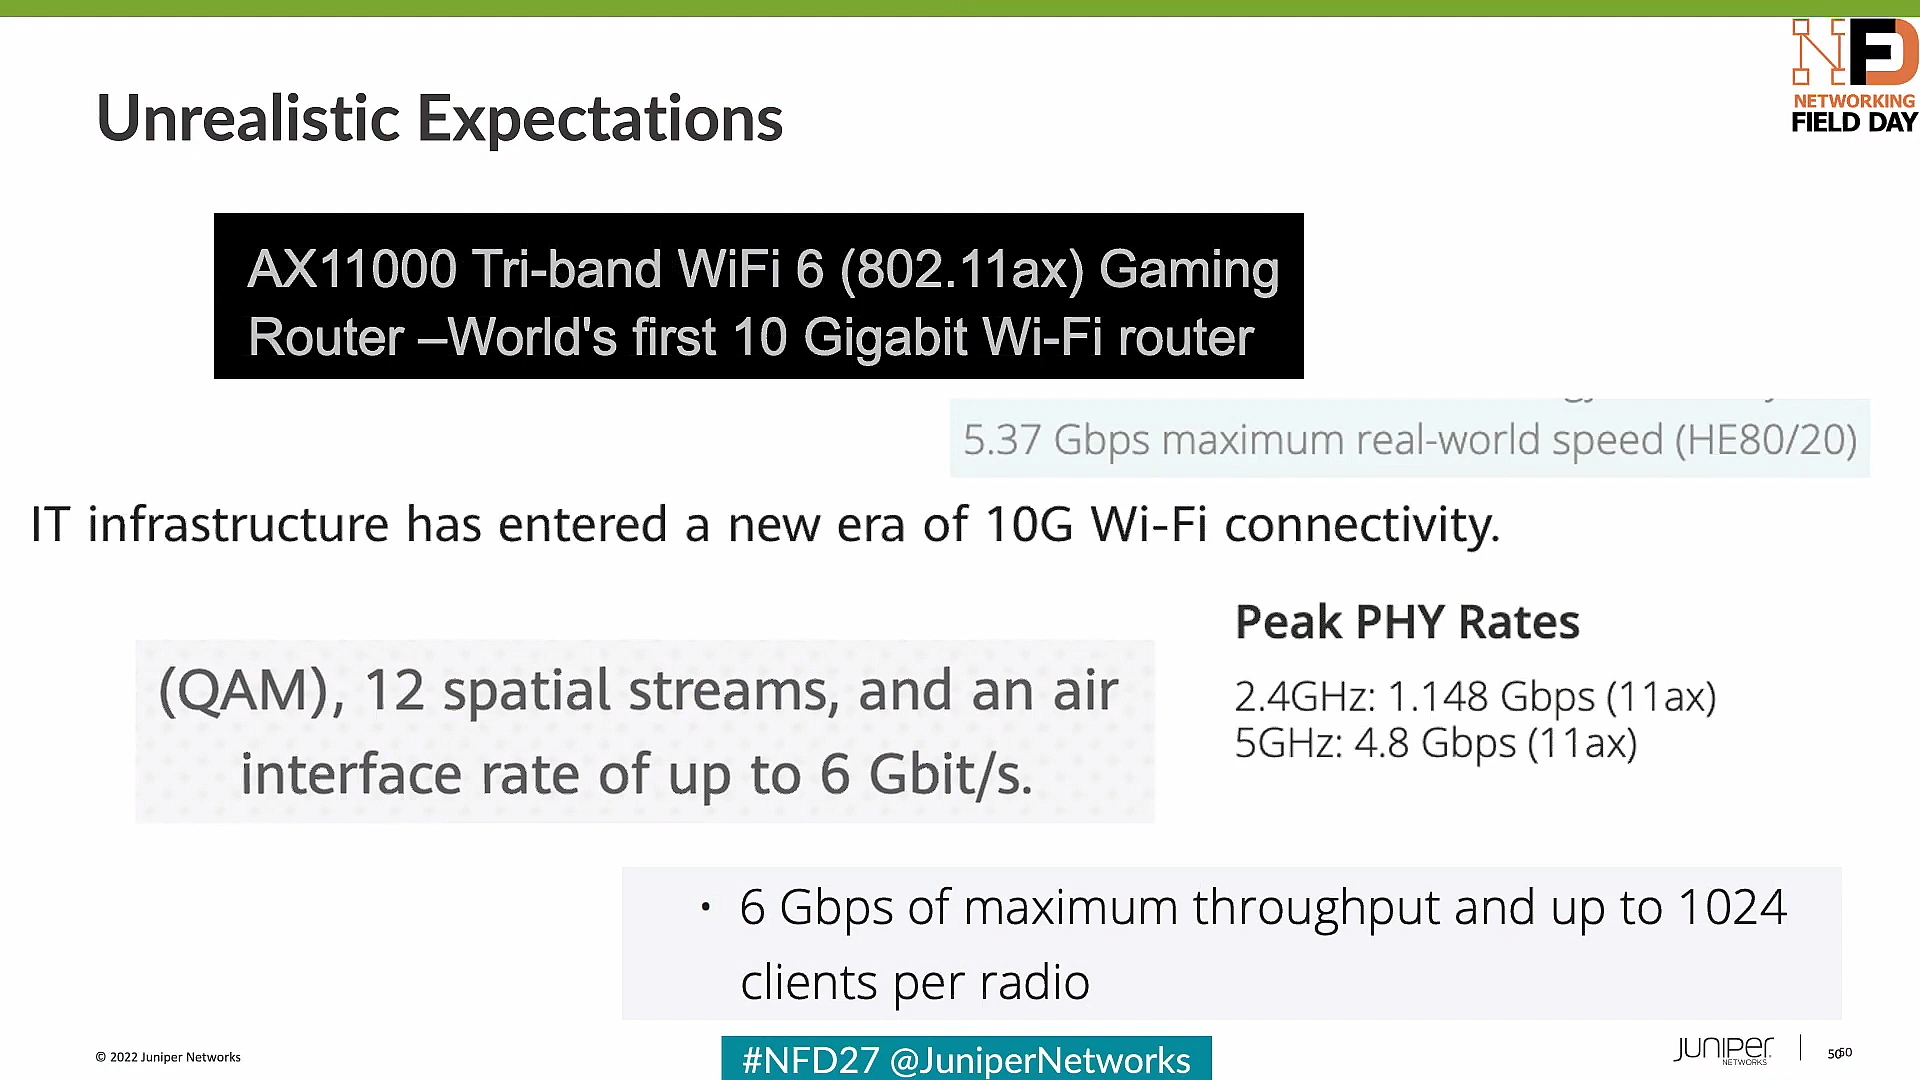 NFD
NETWORKING
FIELD DAY
Unrealistic Expectations
AX11000 Tri-band WiFi 6 (802.11ax) Gaming
Router –World's first 10 Gigabit Wi-Fi router
5.37 Gbps maximum real-world speed (HE80/20)
IT infrastructure has entered a new era of 10G Wi-Fi connectivity.
Peak PHY Rates
2.4GHz: 1.148 Gbps (11ax)
5GHz: 4.8 Gbps (11ax)
(QAM), 12 spatial streams, and an air
interface rate of up to 6 Gbit/s.
• 6 Gbps of maximum throughput and up to 1024
clients per radio
© 2022 Juniper Networks
#NFD27 @JuniperNetworks
JUNIPEr
NETWORKS